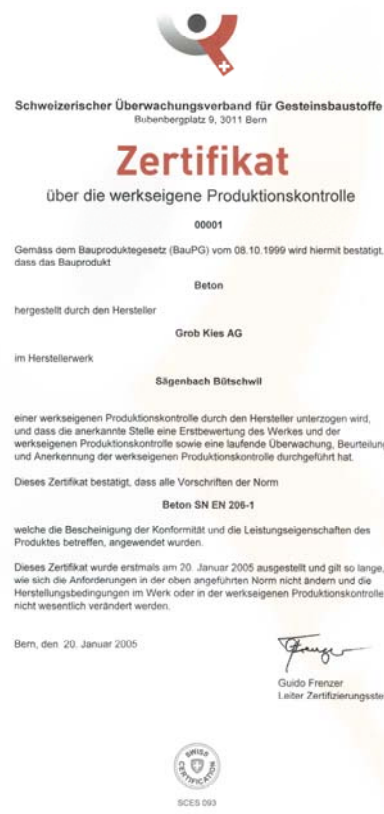 Schweizerischer Überwachungsverband für Gesteinsbaustoffe
Bubenbergplatz 9, 3011 Bern
Zertifikat
über die werkseigene Produktionskontrolle
00001
Gemäss dem Bauproduktegesetz (BauPG) vom 08.10.1999 wird hiermit bestätigt,
dass das Bauprodukt
Beton
hergestellt durch den Hersteller
Grob Kies AG
im Herstellerwerk
Sägenbach Bütschwil
einer werkseigenen Produktionskontrolle durch den Hersteller unterzogen wird,
und dass die anerkannte Stelle eine Erstbewertung des Werkes und der
werkseigenen Produktionskontrolle sowie eine laufende Überwachung, Beurteilung
und Anerkennung der werkseigenen Produktionskontrolle durchgeführt hat.
Dieses Zertifikat bestätigt, dass alle Vorschriften der Norm
Beton SN EN 206-1
welche die Bescheinigung der Konformität und die Leistungseigenschaften des
Produktes betreffen, angewendet wurden.
Dieses Zertifikat wurde erstmals am 20. Januar 2005 ausgestellt und gilt so lange,
wie sich die Anforderungen in der oben angeführten Norm nicht ändern und die
Herstellungsbedingungen im Werk oder in der werkseigenen Produktionskontrolle
nicht wesentlich verändert werden.
Bern, den 20. Januar 2005
Frenzer
Guido Frenzer
Leiter Zertifizierungsste
SWISS
CERTIFICATION
SCES 093